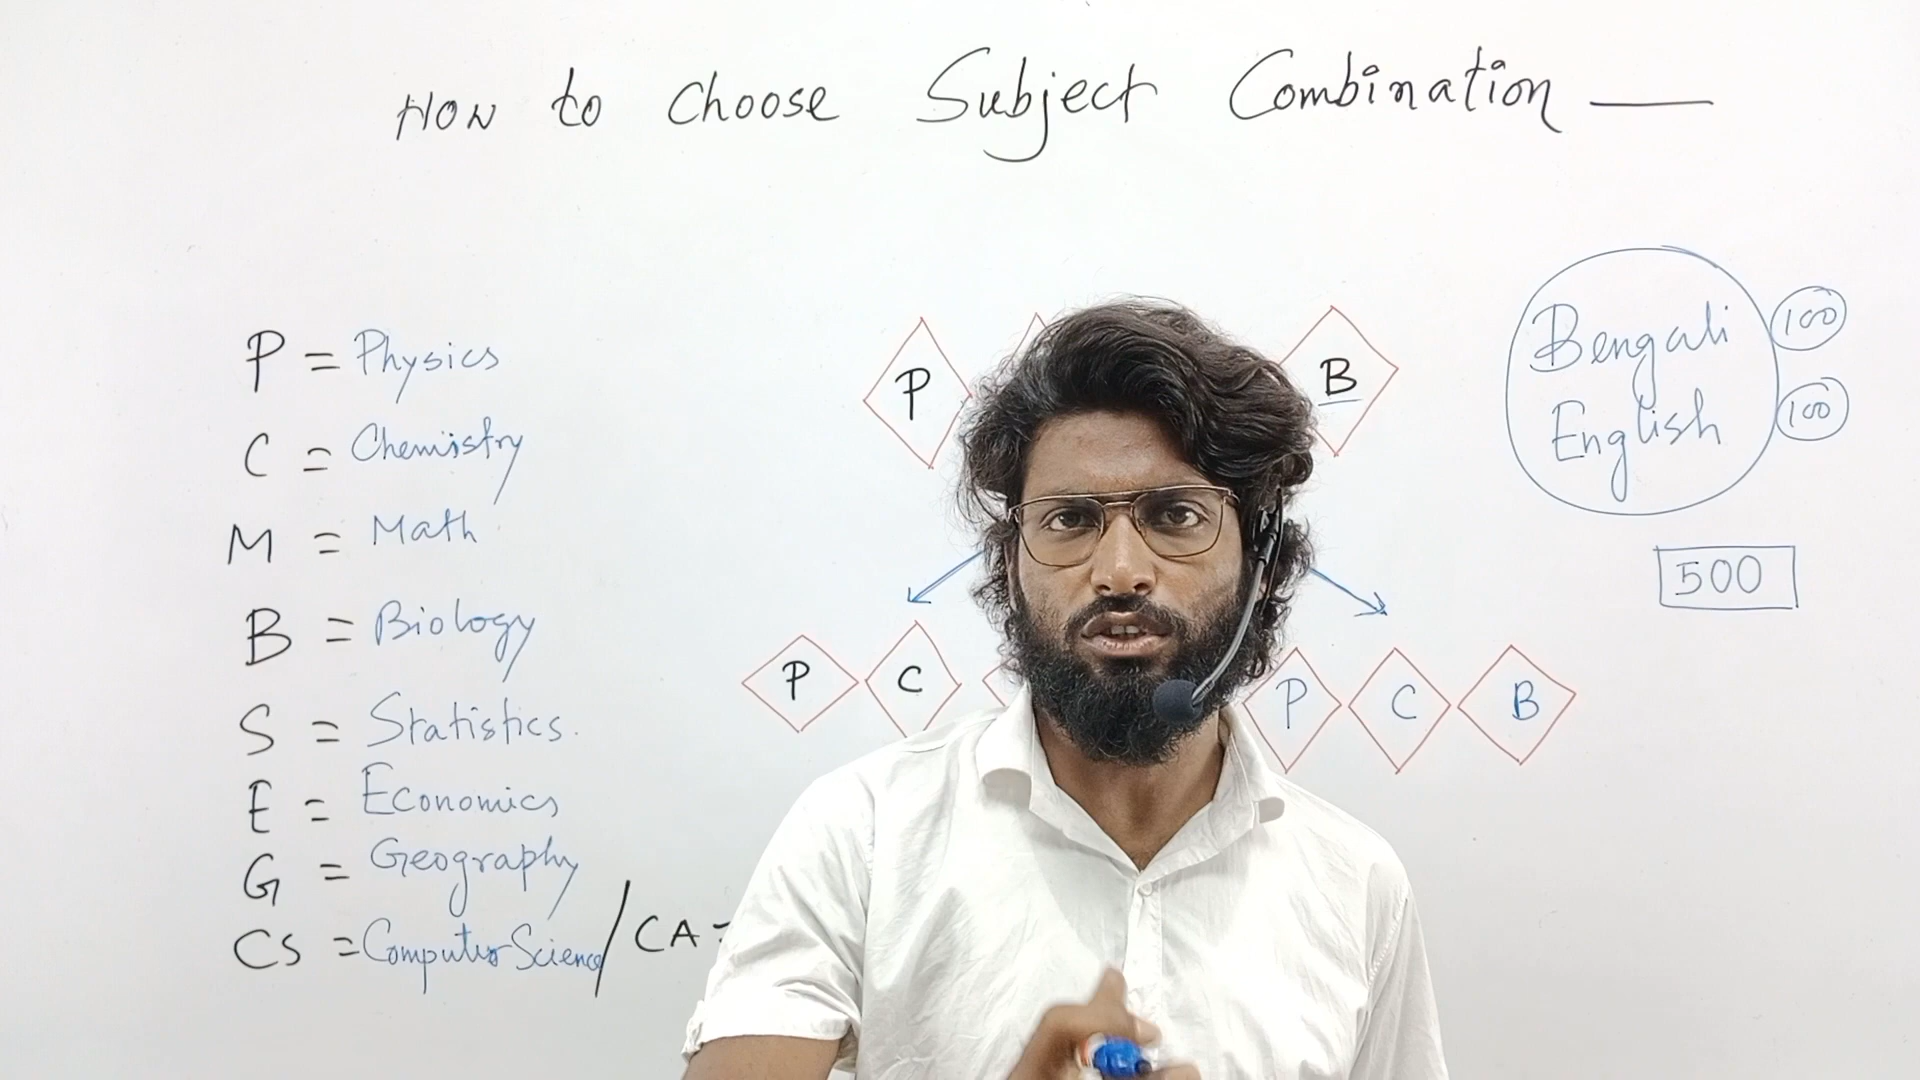 How to choose Subject Combination —
P = Physics
C = Chemistry
M = Math
B = Biology
S = Statistics.
E = Economics
G = Geography
CS = Computer Science / CA =
P B
P C P C B
Bengali 100
English 100
500